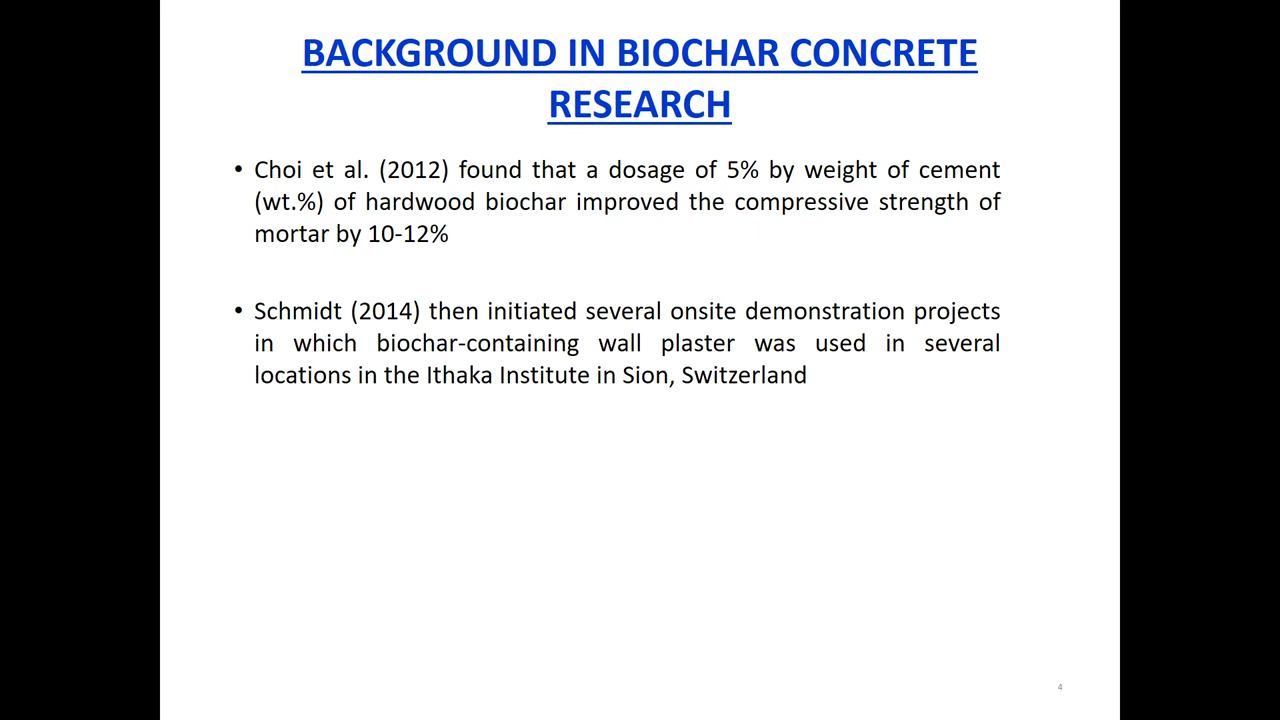 BACKGROUND IN BIOCHAR CONCRETE
RESEARCH
• Choi et al. (2012) found that a dosage of 5% by weight of cement
(wt.%) of hardwood biochar improved the compressive strength of
mortar by 10-12%
• Schmidt (2014) then initiated several onsite demonstration projects
in which biochar-containing wall plaster was used in several
locations in the Ithaka Institute in Sion, Switzerland
4